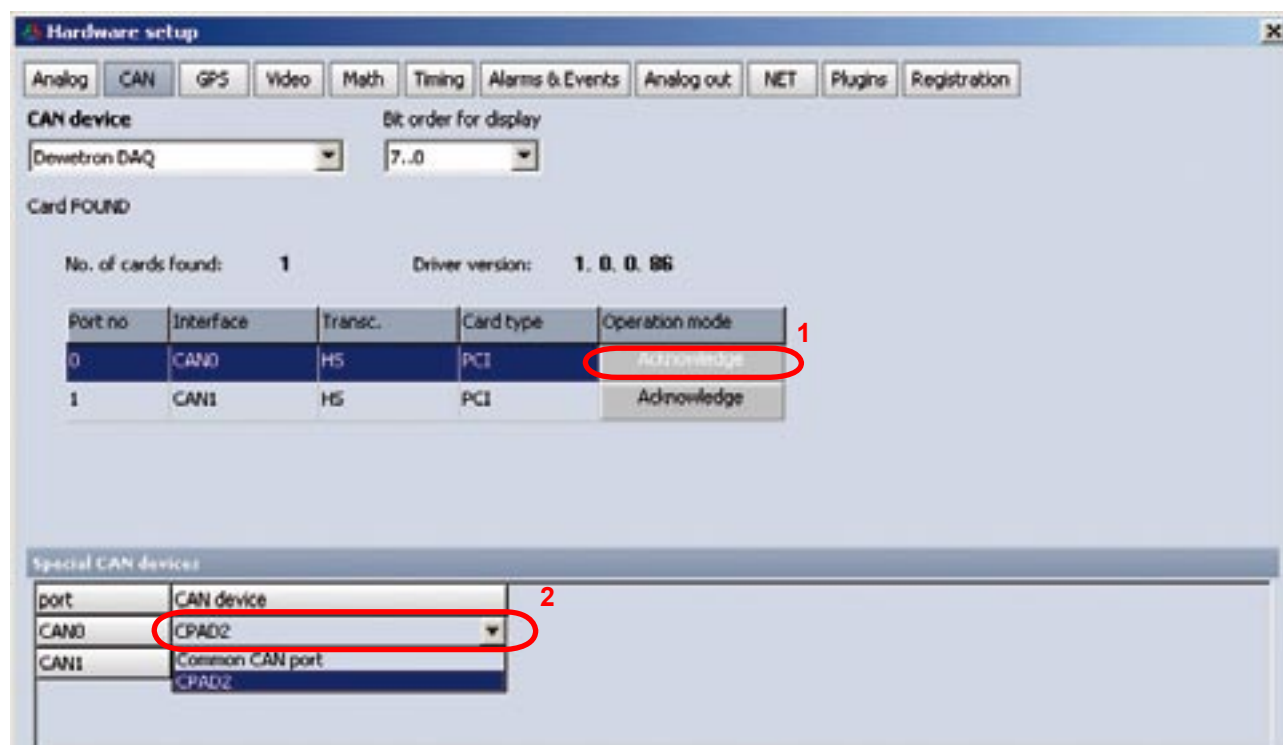 Hardware setup
Analog CAN GPS Video Math Timing Alarms & Events Analog out NET Plugins Registration
CAN device Bit order for display
Dewetron DAQ 7..0
Card FOUND
No. of cards found: 1 Driver version: 1. 0. 0. 86
Port no Interface Transc. Card type Operation mode 1
0 CAN0 HS PCI Acknowledge
1 CAN1 HS PCI Acknowledge
Special CAN devices
port CAN device 2
CAN0 CPAD2
CAN1 Common CAN port
CPAD2